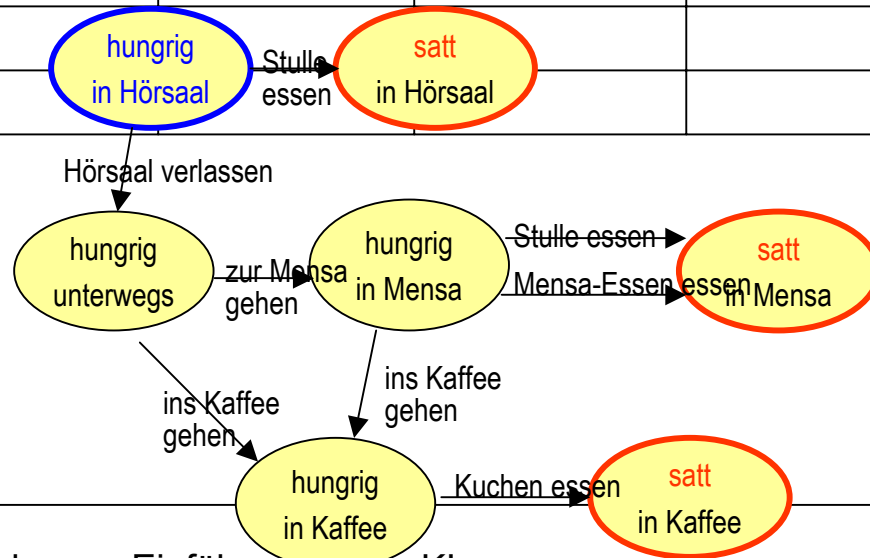 hungrig
in Hörsaal
Stulle
essen
satt
in Hörsaal
Hörsaal verlassen
hungrig
unterwegs
zur Mensa
gehen
hungrig
in Mensa
Stulle essen
Mensa-Essen essen
satt
in Mensa
ins Kaffee
gehen
ins Kaffee
gehen
hungrig
in Kaffee
Kuchen essen
satt
in Kaffee